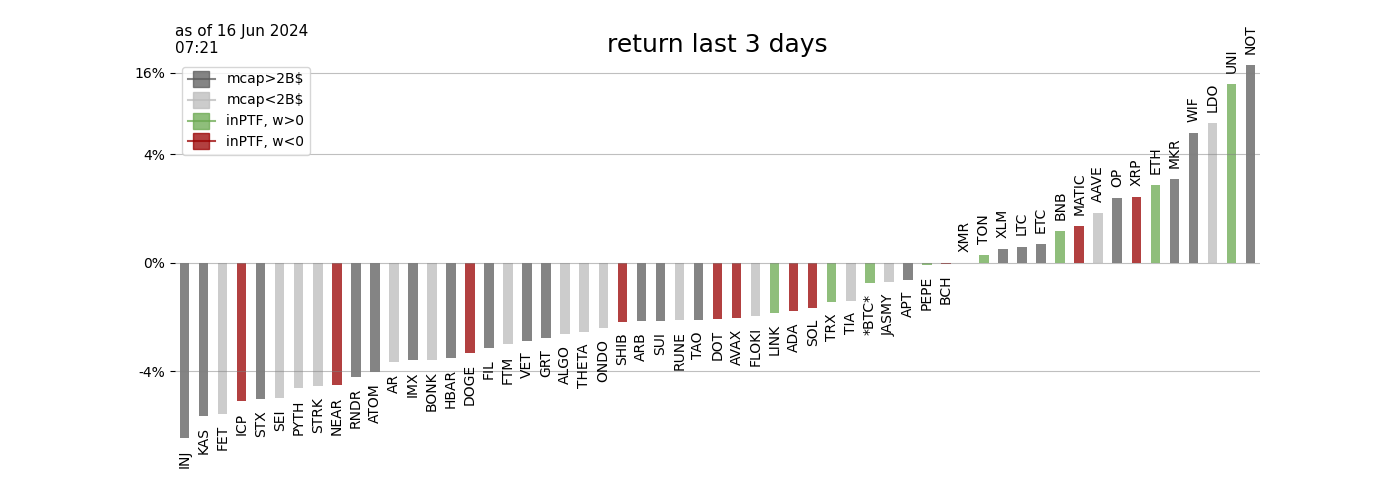 as of 16 Jun 2024
07:21
return last 3 days
16%
4%
0%
-4%
mcap>2B$
mcap<2B$
inPTF, w>0
inPTF, w<0
INJ
KAS
FET
ICP
STX
SEI
PYTH
STRK
NEAR
RNDR
ATOM
AR
IMX
BONK
HBAR
DOGE
FIL
FTM
VET
GRT
ALGO
THETA
ONDO
SHIB
ARB
SUI
RUNE
TAO
DOT
AVAX
FLOKI
LINK
ADA
SOL
TRX
TIA
*BTC*
JASMY
APT
PEPE
BCH
XMR
TON
XLM
LTC
ETC
BNB
MATIC
AAVE
OP
XRP
ETH
MKR
WIF
LDO
UNI
NOT